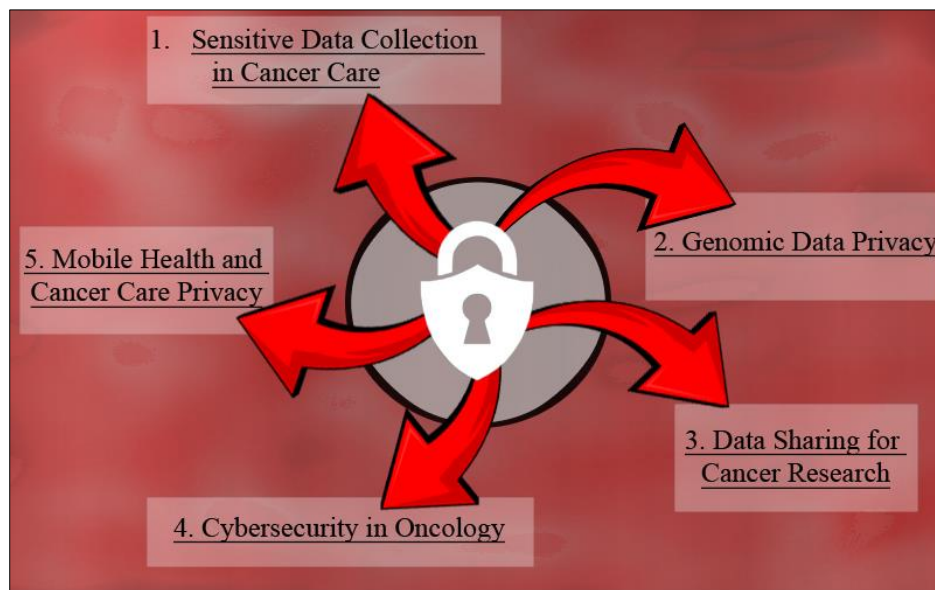 1. Sensitive Data Collection
in Cancer Care
2. Genomic Data Privacy
3. Data Sharing for
Cancer Research
4. Cybersecurity in Oncology
5. Mobile Health and
Cancer Care Privacy